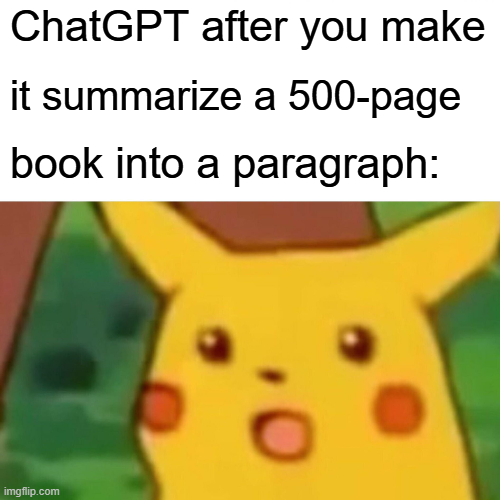 ChatGPT after you make
it summarize a 500-page
book into a paragraph:
imgflip.com